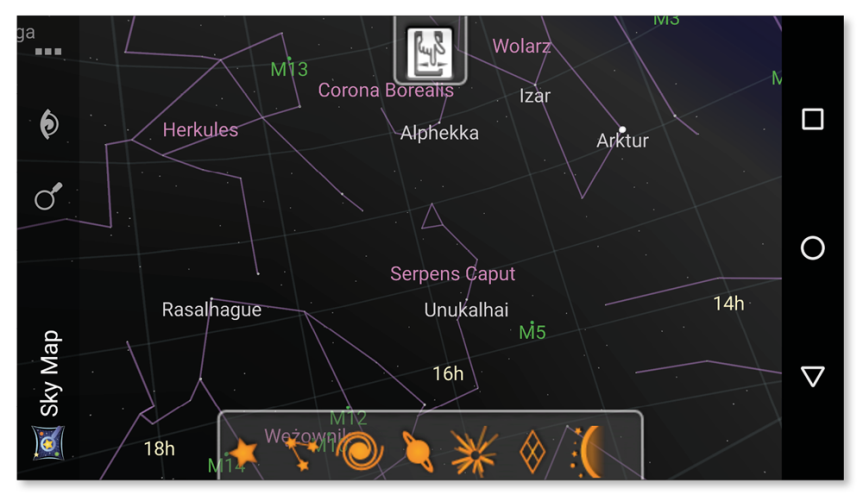 ga
M3
Wolarz
M13
Corona Borealis
Izar
M
Herkules
Alphekka
Arktur
Serpens Caput
Rasalhague
Unukalhai
14h
M5
16h
Sky Map
M12
Wężownik
18h
M14